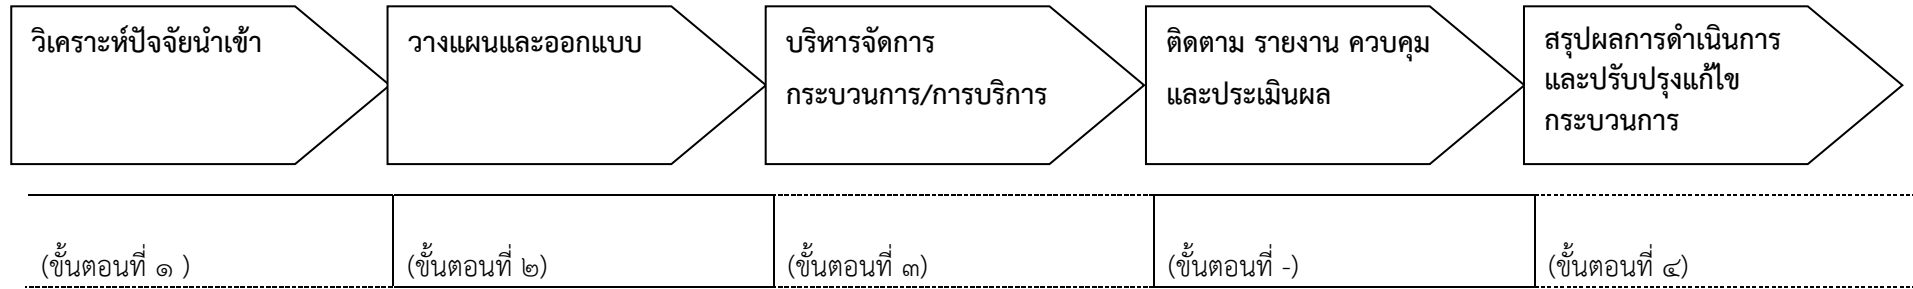 วิเคราะห์ปัจจัยนำเข้า
วางแผนและออกแบบ
บริหารจัดการ
กระบวนการ/การบริการ
ติดตาม รายงาน ควบคุม
และประเมินผล
สรุปผลการดำเนินการ
และปรับปรุงแก้ไข
กระบวนการ
(ขั้นตอนที่ ๑ )
(ขั้นตอนที่ ๒)
(ขั้นตอนที่ ๓)
(ขั้นตอนที่ -)
(ขั้นตอนที่ ๔)